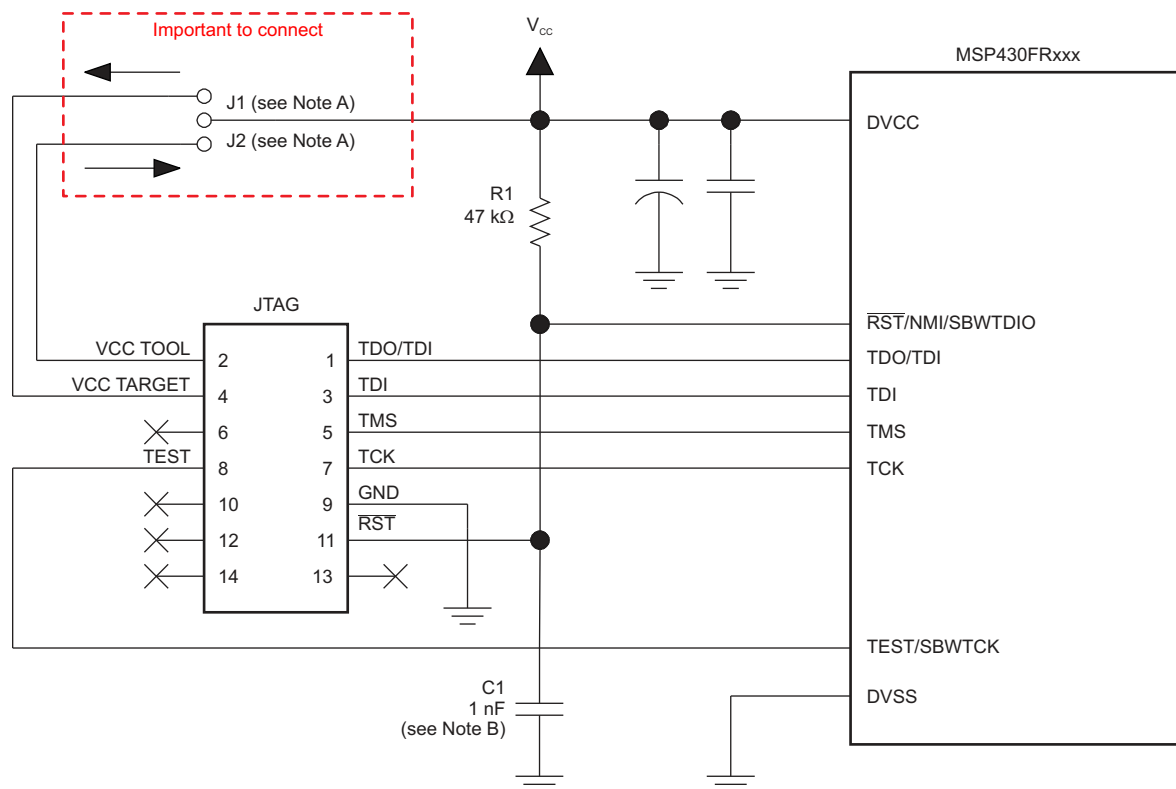 Important to connect
J1 (see Note A)
J2 (see Note A)
VCC
MSP430FRxxx
DVCC
R1
47 kΩ
JTAG
RST/NMI/SBWTDIO
VCC TOOL
2
1
TDO/TDI
TDO/TDI
VCC TARGET
4
3
TDI
TDI
6
5
TMS
TMS
TEST
8
7
TCK
TCK
10
9
GND
12
11
RST
14
13
TEST/SBWTCK
C1
1 nF
(see Note B)
DVSS